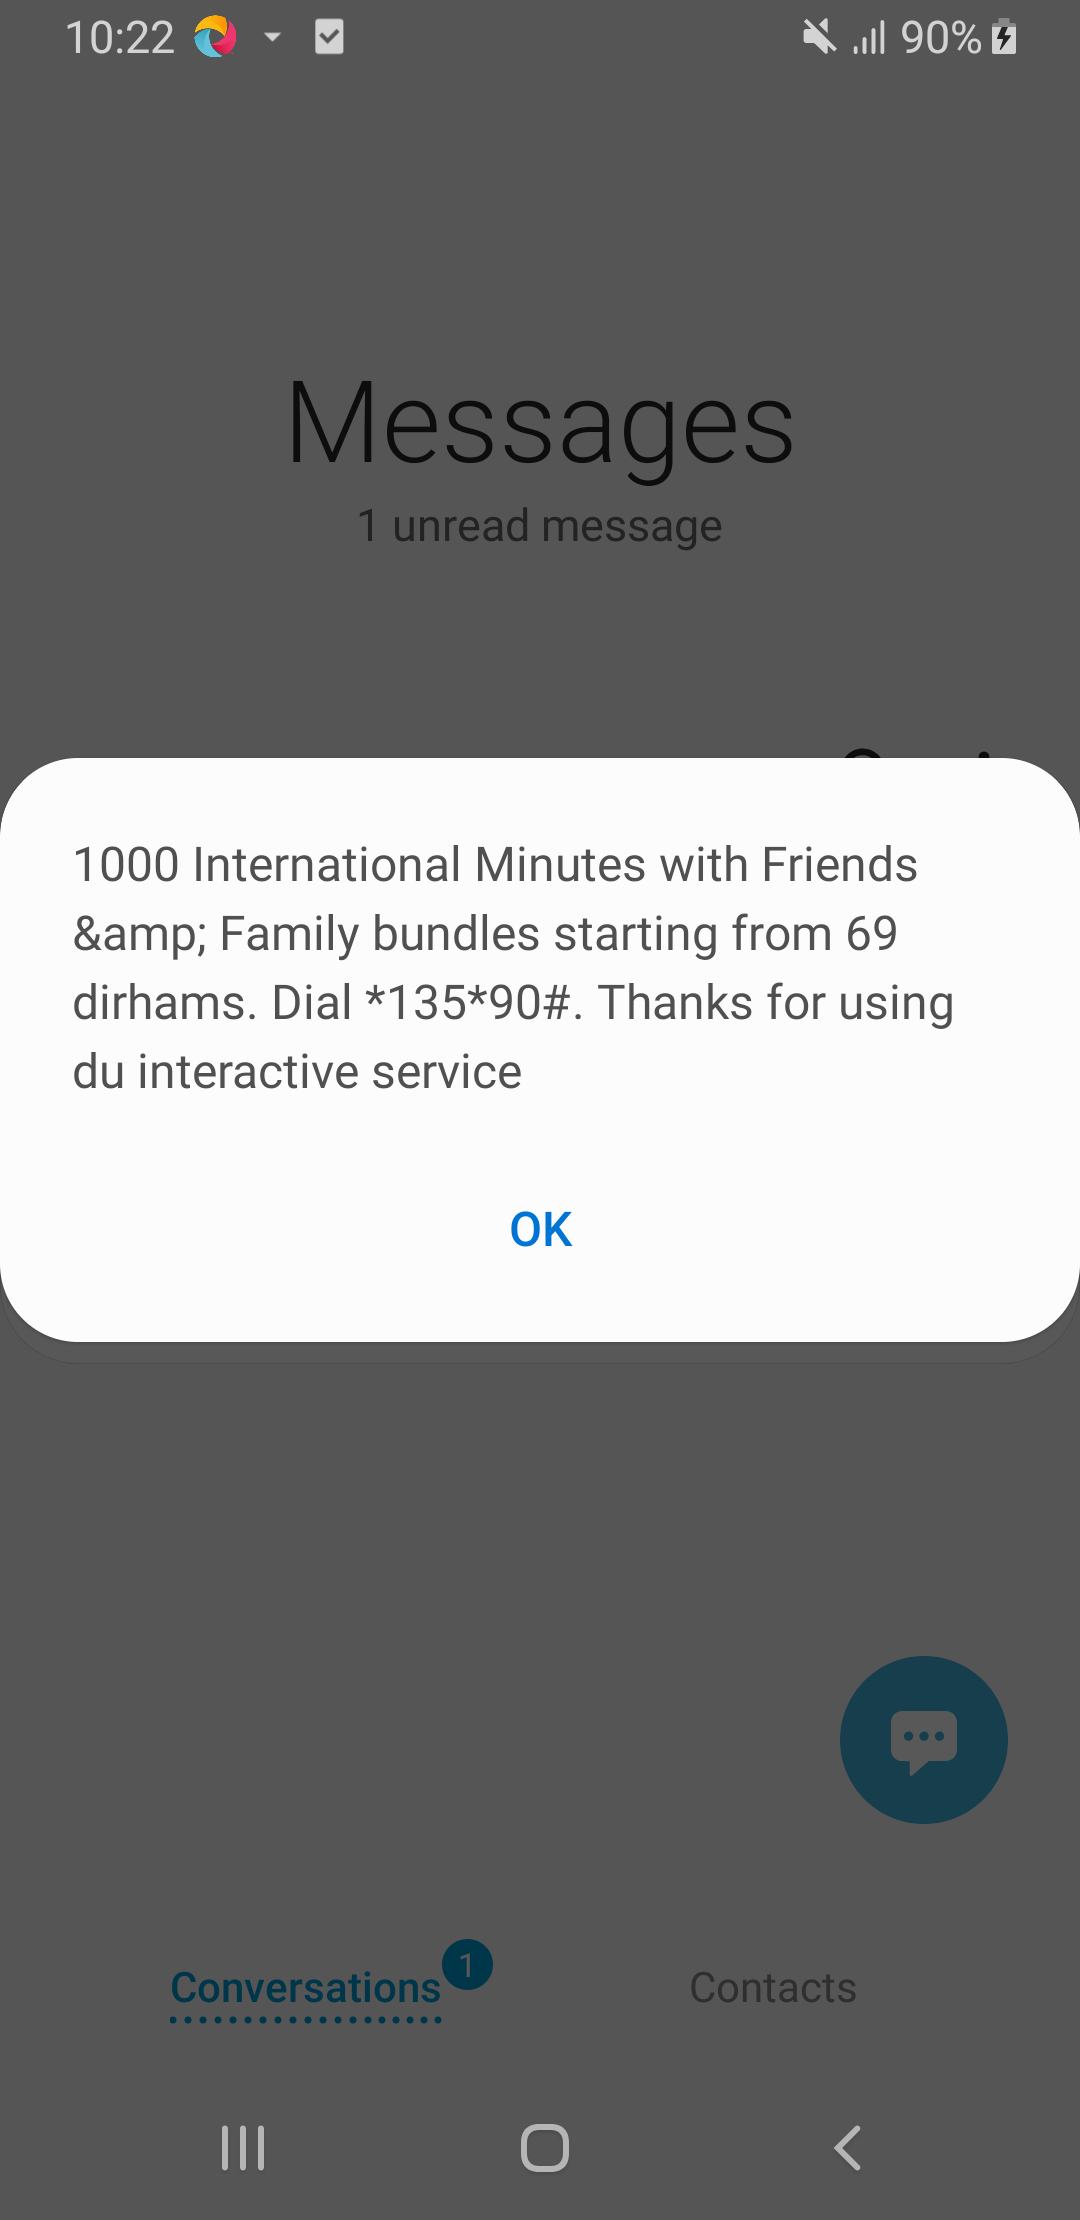 10:22
90%
Messages
1 unread message
1000 International Minutes with Friends
&amp; Family bundles starting from 69
dirhams. Dial *135*90#. Thanks for using
du interactive service
OK
Conversations
1
Contacts